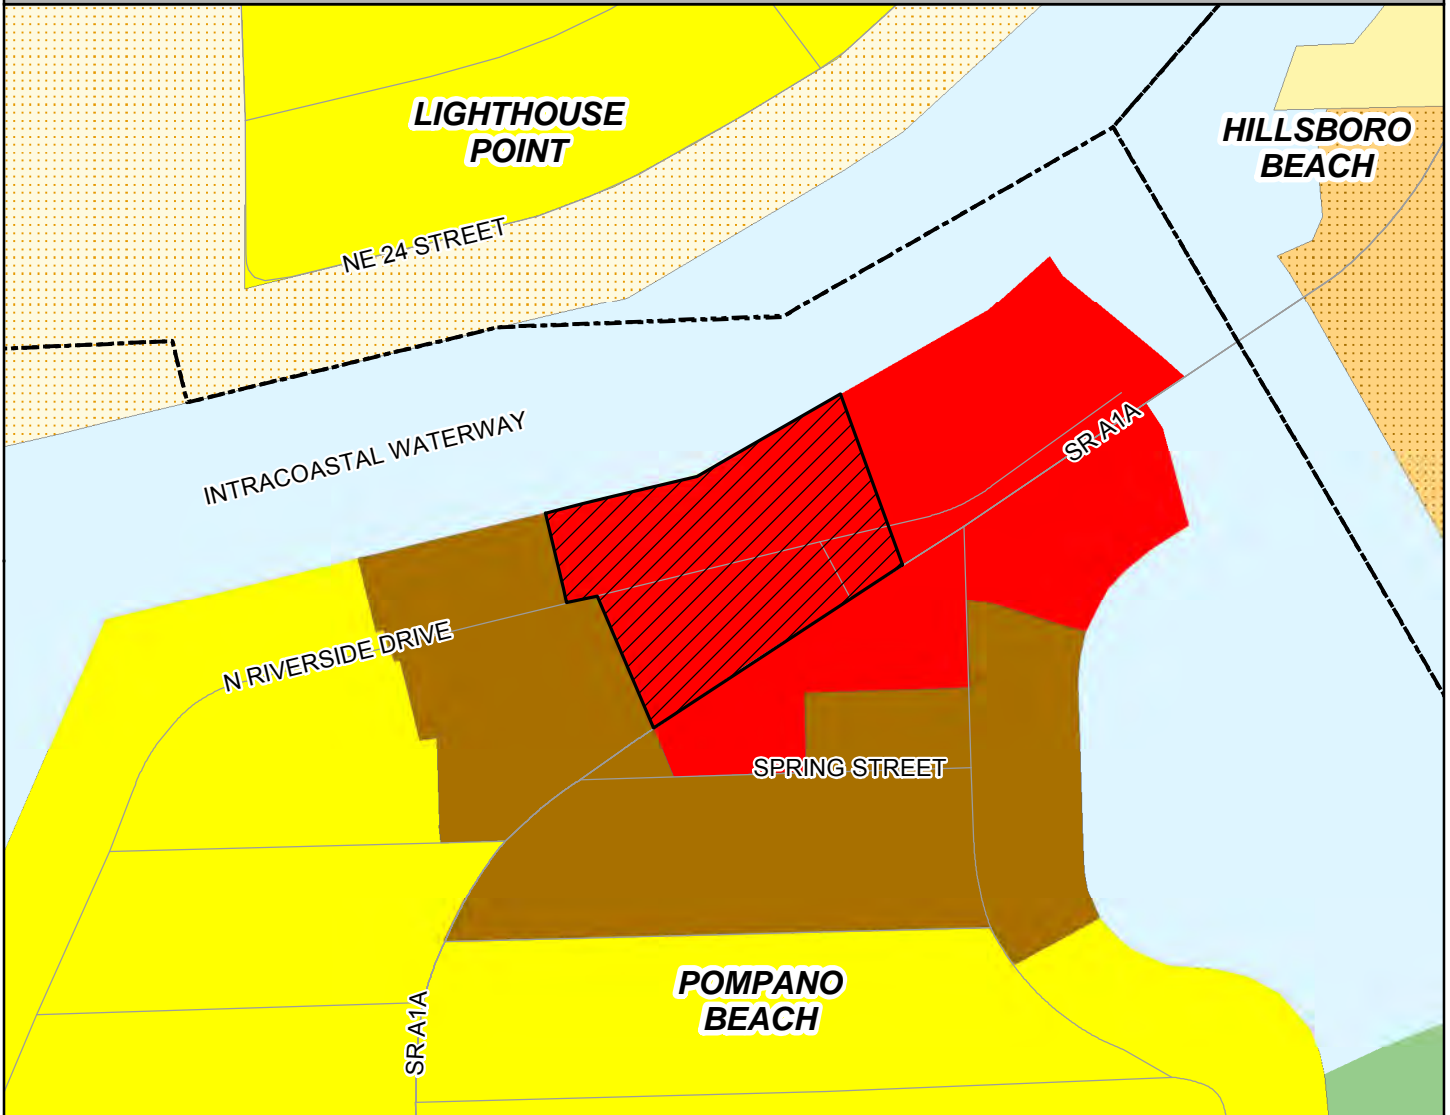 LIGHTHOUSE
POINT
HILLSBORO
BEACH
NE 24 STREET
INTRACOASTAL WATERWAY
SR A1A
N RIVERSIDE DRIVE
SPRING STREET
POMPANO
BEACH
SR A1A